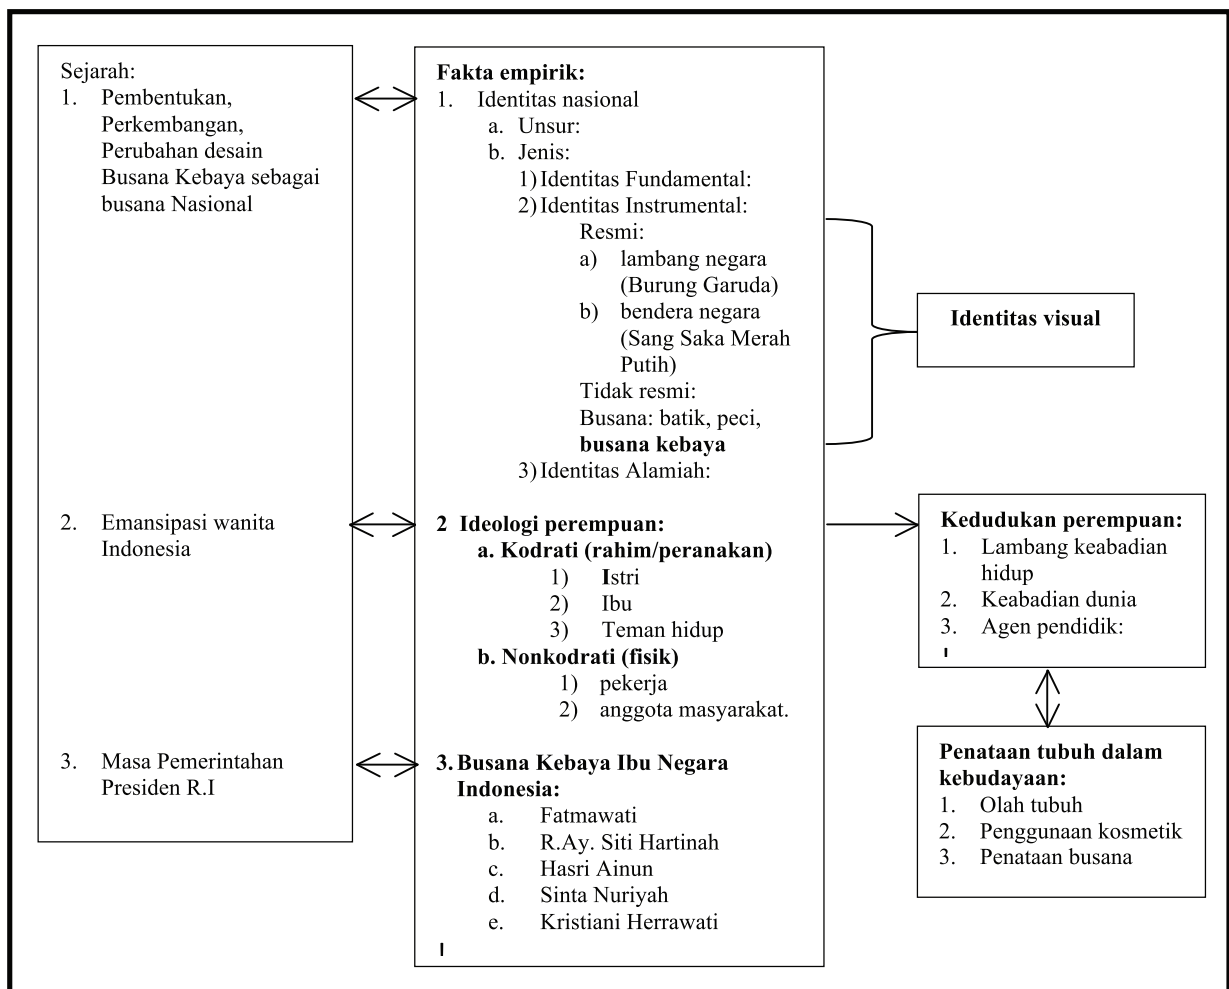 Sejarah:
1. Pembentukan,
Perkembangan,
Perubahan desain
Busana Kebaya sebagai
busana Nasional
2. Emansipasi wanita
Indonesia
3. Masa Pemerintahan
Presiden R.I
Fakta empirik:
1. Identitas nasional
a. Unsur:
b. Jenis:
1) Identitas Fundamental:
2) Identitas Instrumental:
Resmi:
a) lambang negara
(Burung Garuda)
b) bendera negara
(Sang Saka Merah
Putih)
Tidak resmi:
Busana: batik, peci,
busana kebaya
3) Identitas Alamiah:
2 Ideologi perempuan:
a. Kodrati (rahim/peranakan)
1) Istri
2) Ibu
3) Teman hidup
b. Nonkodrati (fisik)
1) pekerja
2) anggota masyarakat.
3. Busana Kebaya Ibu Negara
Indonesia:
a. Fatmawati
b. R.Ay. Siti Hartinah
c. Hasri Ainun
d. Sinta Nuriyah
e. Kristiani Herrawati
Identitas visual
Kedudukan perempuan:
1. Lambang keabadian
hidup
2. Keabadian dunia
3. Agen pendidik:
Penataan tubuh dalam
kebudayaan:
1. Olah tubuh
2. Penggunaan kosmetik
3. Penataan busana